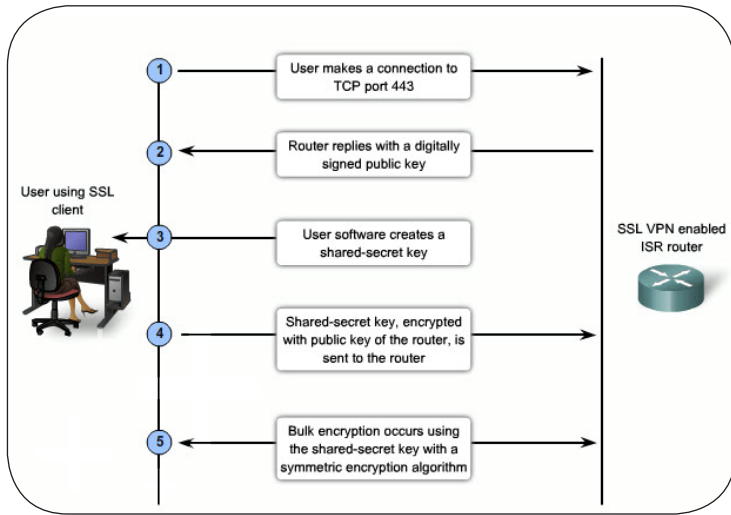 1
User makes a connection to
TCP port 443
2
Router replies with a digitally
signed public key
User using SSL
client
3
User software creates a
shared-secret key
SSL VPN enabled
ISR router
4
Shared-secret key, encrypted
with public key of the router, is
sent to the router
5
Bulk encryption occurs using
the shared-secret key with a
symmetric encryption algorithm